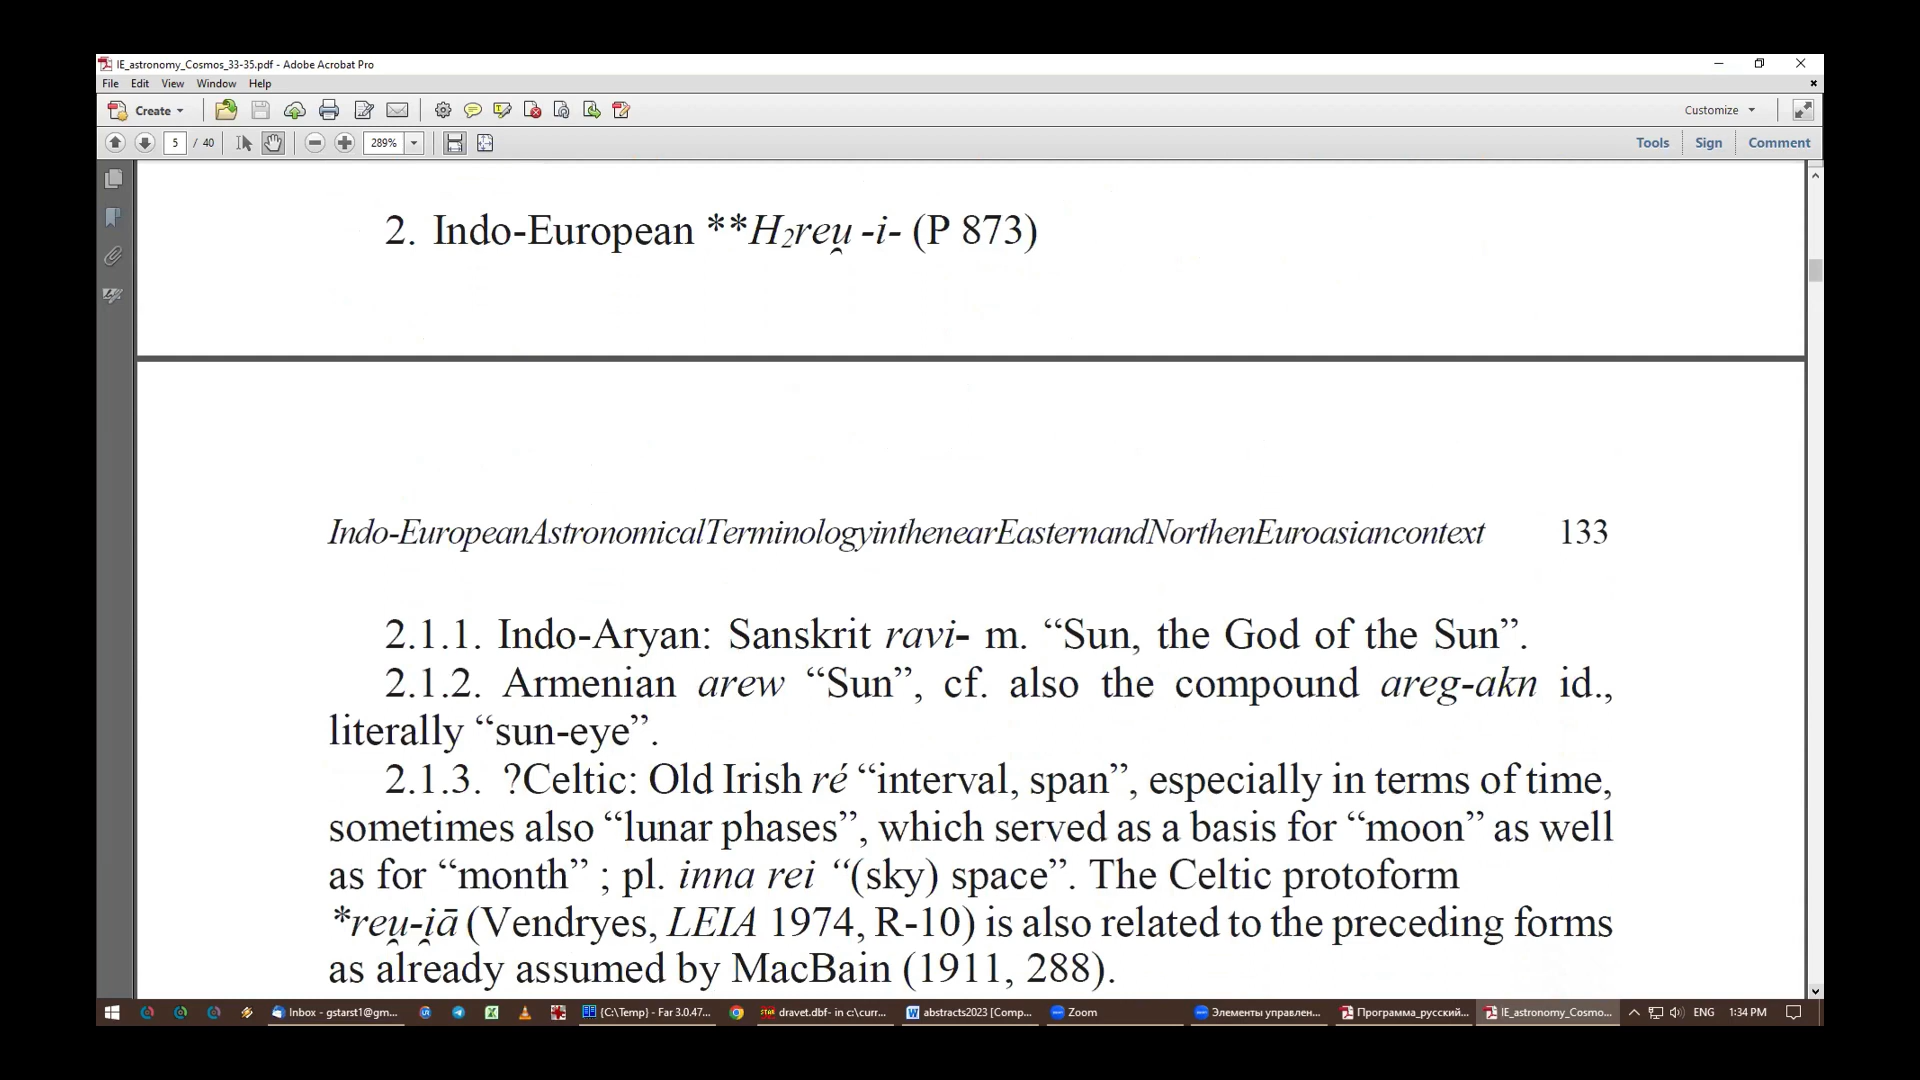 IE_astronomy_Cosmos_33-35.pdf - Adobe Acrobat Pro
File Edit View Window Help
Create Customize
5 / 40 289% Tools Sign Comment
2. Indo-European **H₂reu̯ -i- (P 873)
Indo-EuropeanAstronomicalTerminologyinthenearEasternandNorthenEuroasiancontext 133
2.1.1. Indo-Aryan: Sanskrit ravi- m. “Sun, the God of the Sun”.
2.1.2. Armenian arew “Sun”, cf. also the compound areg-akn id.,
literally “sun-eye”.
2.1.3. ?Celtic: Old Irish ré “interval, span”, especially in terms of time,
sometimes also “lunar phases”, which served as a basis for “moon” as well
as for “month” ; pl. inna rei “(sky) space”. The Celtic protoform
*reu̯-i̯ā (Vendryes, LEIA 1974, R-10) is also related to the preceding forms
as already assumed by MacBain (1911, 288).
Inbox - gstarst1@gm... {C:\Temp} - Far 3.0.47... dravet.dbf- in c:\curr... abstracts2023 [Comp... Zoom Элементы управлен... Программа_русский... IE_astronomy_Cosmo... ENG 1:34 PM